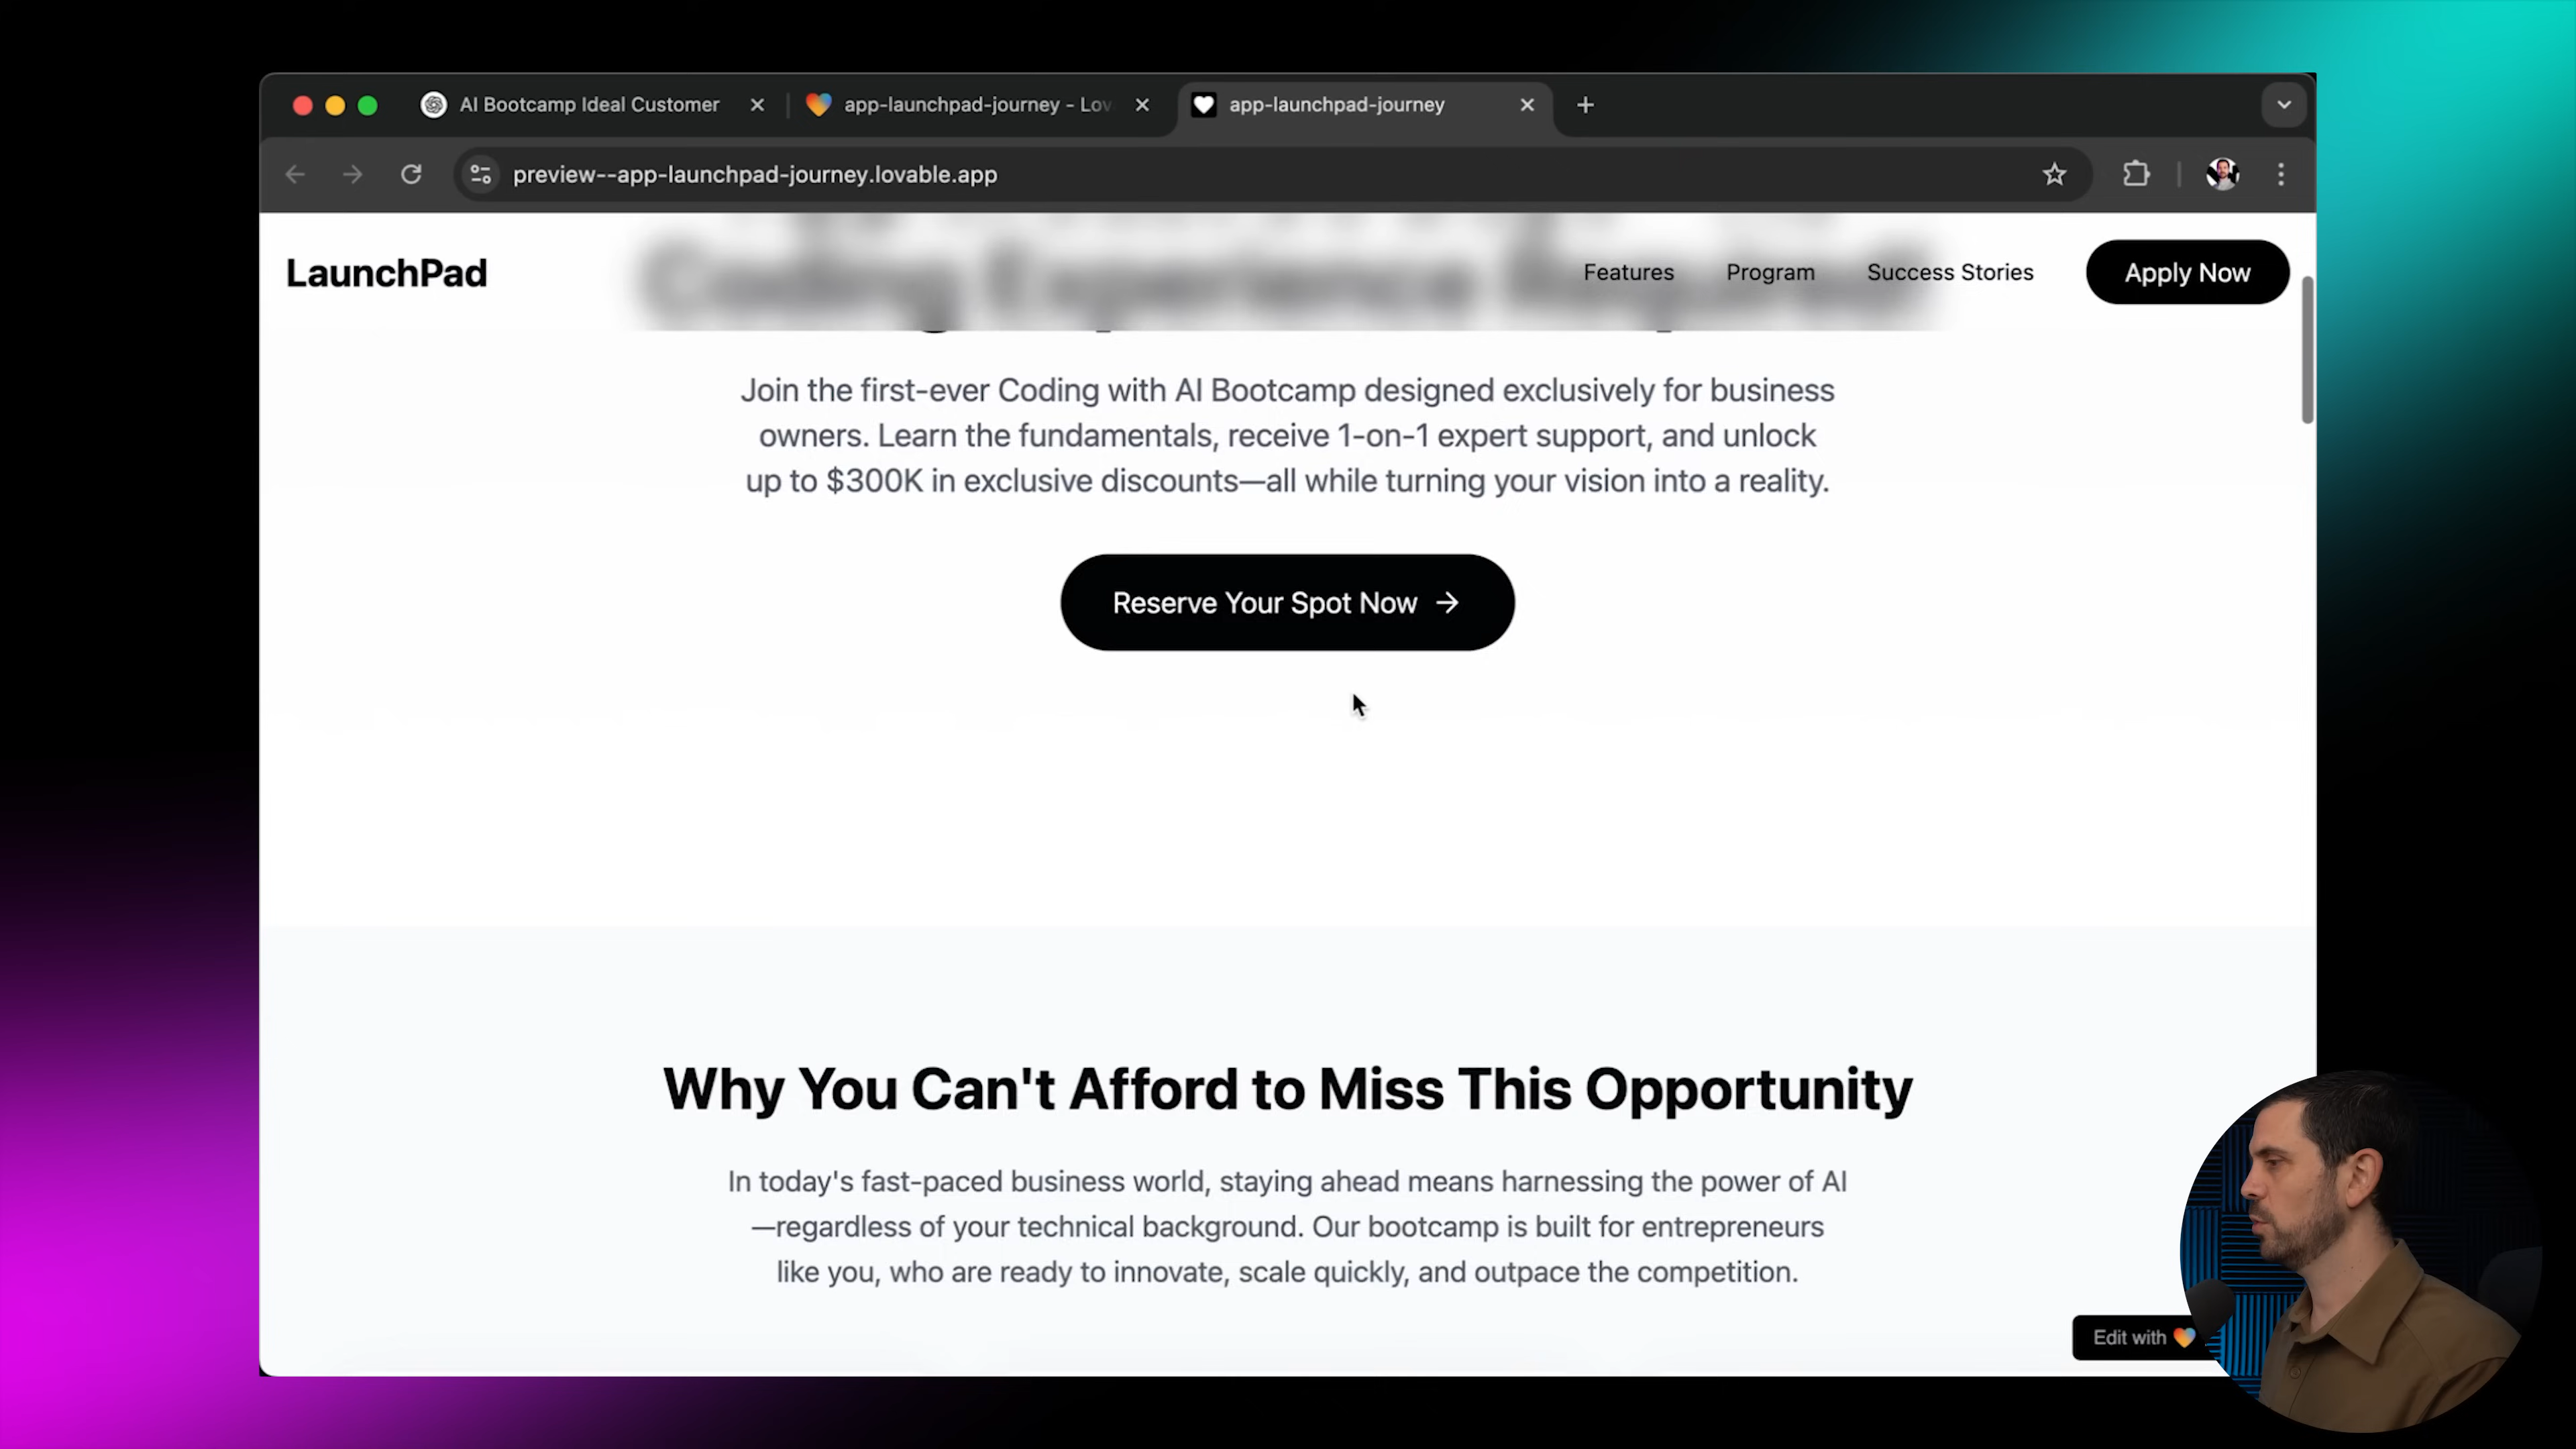 AI Bootcamp Ideal Customer
app-launchpad-journey - Lov
app-launchpad-journey
preview--app-launchpad-journey.lovable.app
LaunchPad
Coding Experience Required
Features
Program
Success Stories
Apply Now
Join the first-ever Coding with AI Bootcamp designed exclusively for business
owners. Learn the fundamentals, receive 1-on-1 expert support, and unlock
up to $300K in exclusive discounts—all while turning your vision into a reality.
Reserve Your Spot Now →
Why You Can't Afford to Miss This Opportunity
In today's fast-paced business world, staying ahead means harnessing the power of AI
—regardless of your technical background. Our bootcamp is built for entrepreneurs
like you, who are ready to innovate, scale quickly, and outpace the competition.
Edit with